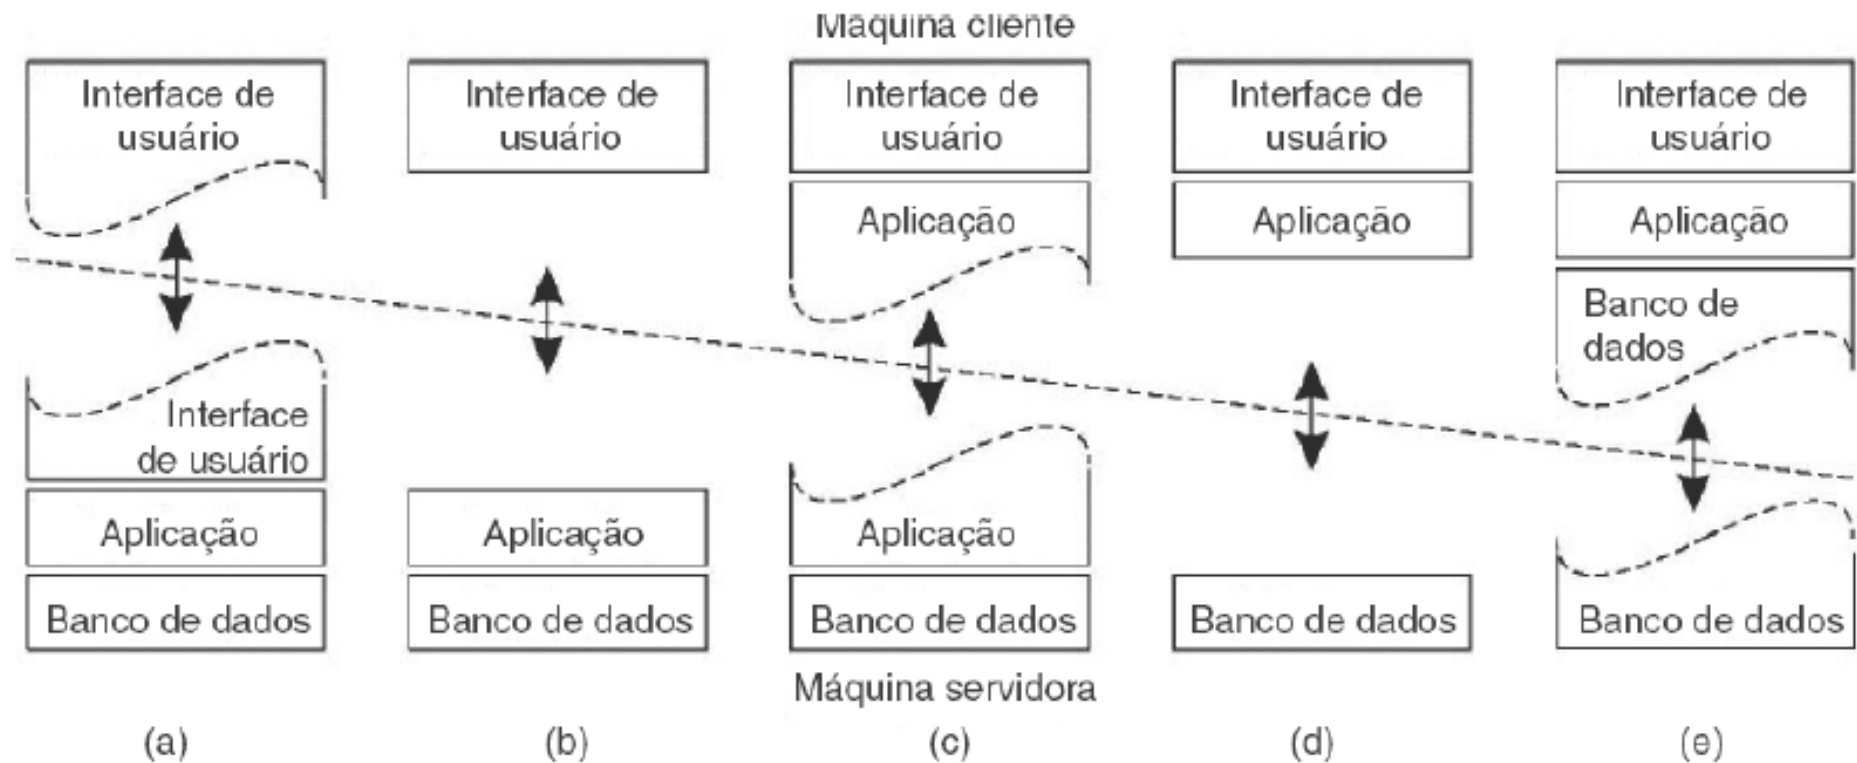 Máquina cliente
Interface de
usuário
Interface
de usuário
Aplicação
Banco de dados
(a)
Interface de
usuário
Aplicação
Banco de dados
(b)
Interface de
usuário
Aplicação
Aplicação
Banco de dados
Máquina servidora
(c)
Interface de
usuário
Aplicação
Banco de dados
(d)
Interface de
usuário
Aplicação
Banco de
dados
Banco de dados
(e)